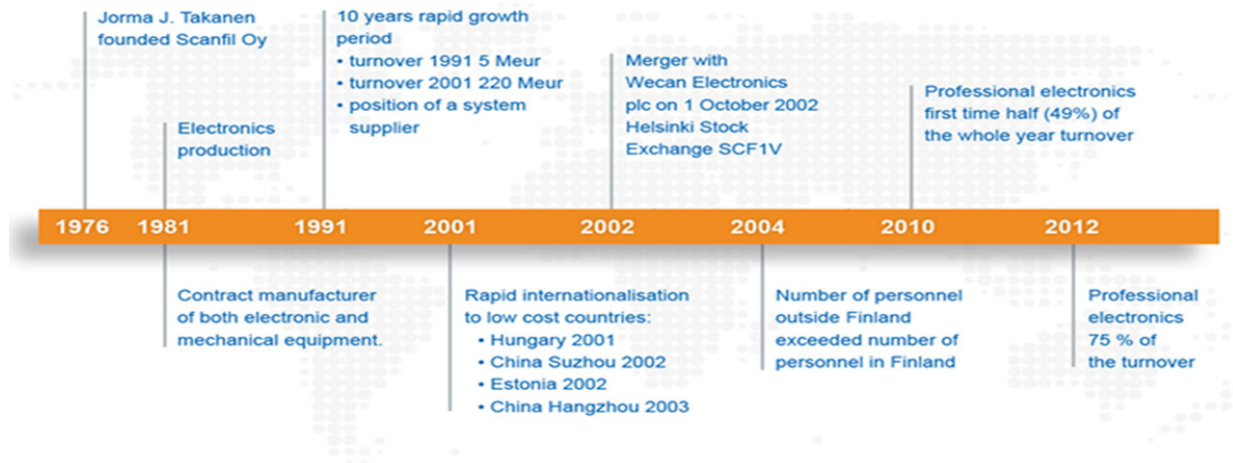 Jorma J. Takanen
founded Scanfil Oy
Electronics
production
10 years rapid growth
period
• turnover 1991 5 Meur
• turnover 2001 220 Meur
• position of a system
supplier
Merger with
Wecan Electronics
plc on 1 October 2002
Helsinki Stock
Exchange SCF1V
Professional electronics
first time half (49%) of
the whole year turnover
1976 1981 1991 2001 2002 2004 2010 2012
Contract manufacturer
of both electronic and
mechanical equipment.
Rapid internationalisation
to low cost countries:
• Hungary 2001
• China Suzhou 2002
• Estonia 2002
• China Hangzhou 2003
Number of personnel
outside Finland
exceeded number of
personnel in Finland
Professional
electronics
75 % of
the turnover